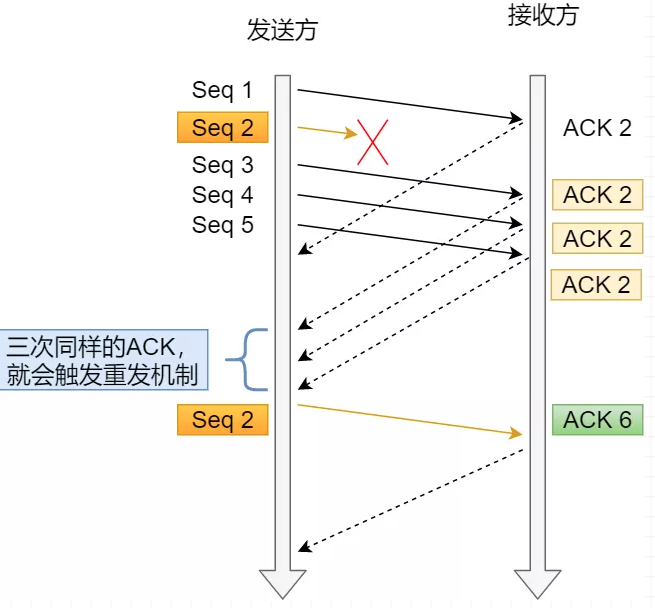 发送方
接收方
Seq 1
Seq 2
ACK 2
Seq 3
Seq 4
ACK 2
Seq 5
ACK 2
ACK 2
三次同样的ACK，
就会触发重发机制
Seq 2
ACK 6